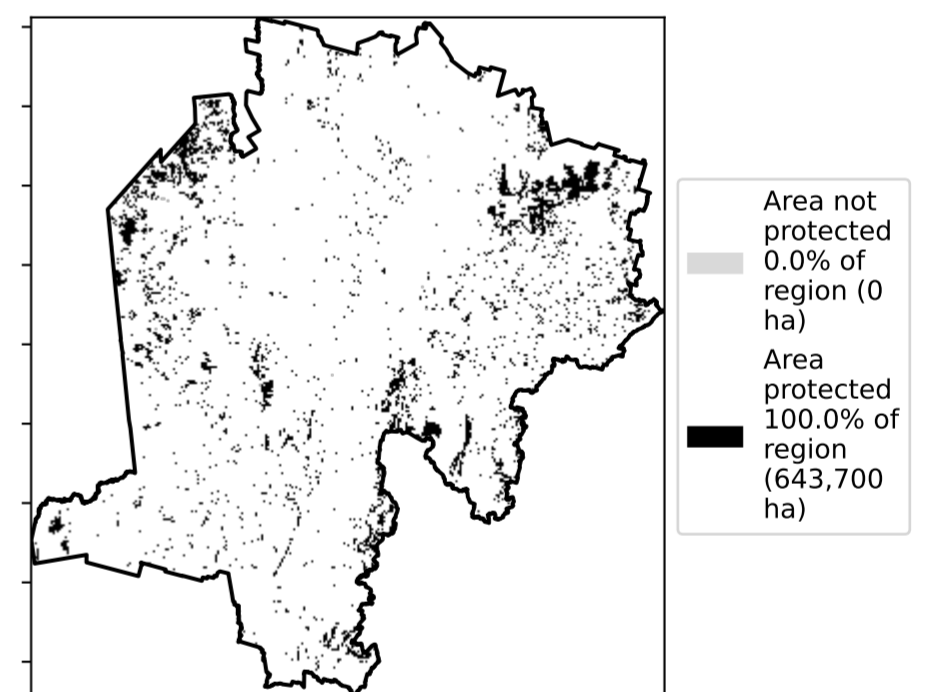 Area not
protected
0.0% of
region (0
ha)
Area
protected
100.0% of
region
(643,700
ha)